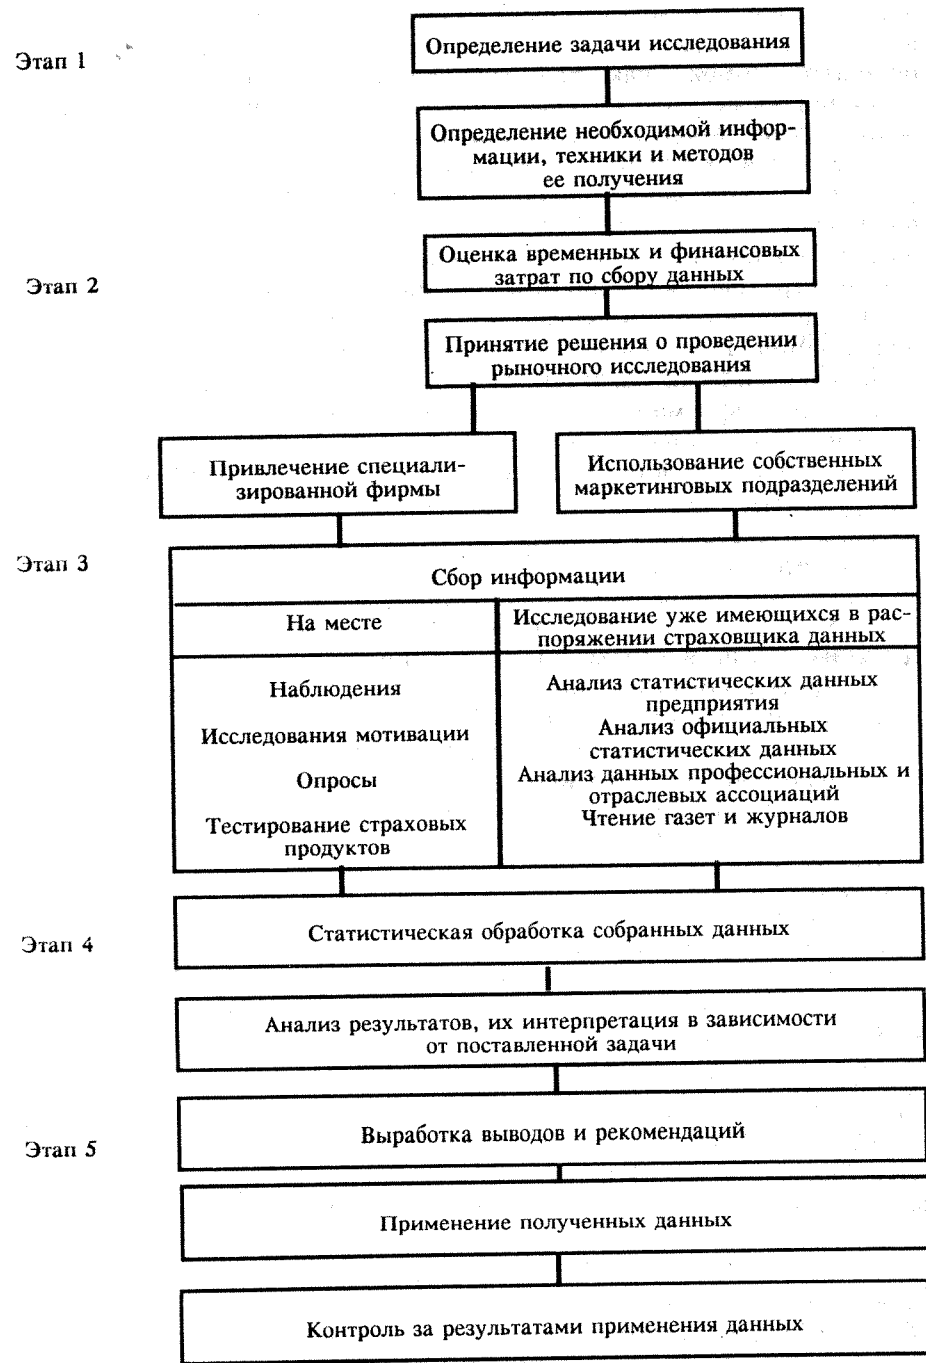 Этап 1
Определение задачи исследования
Определение необходимой инфор-
мации, техники и методов
ее получения
Этап 2
Оценка временных и финансовых
затрат по сбору данных
Принятие решения о проведении
рыночного исследования
Привлечение специали-
зированной фирмы
Использование собственных
маркетинговых подразделений
Этап 3
Сбор информации
На месте
Исследование уже имеющихся в рас-
поряжении страховщика данных
Наблюдения
Исследования мотивации
Опросы
Тестирование страховых
продуктов
Анализ статистических данных
предприятия
Анализ официальных
статистических данных
Анализ данных профессиональных и
отраслевых ассоциаций
Чтение газет и журналов
Этап 4
Статистическая обработка собранных данных
Анализ результатов, их интерпретация в зависимости
от поставленной задачи
Этап 5
Выработка выводов и рекомендаций
Применение полученных данных
Контроль за результатами применения данных